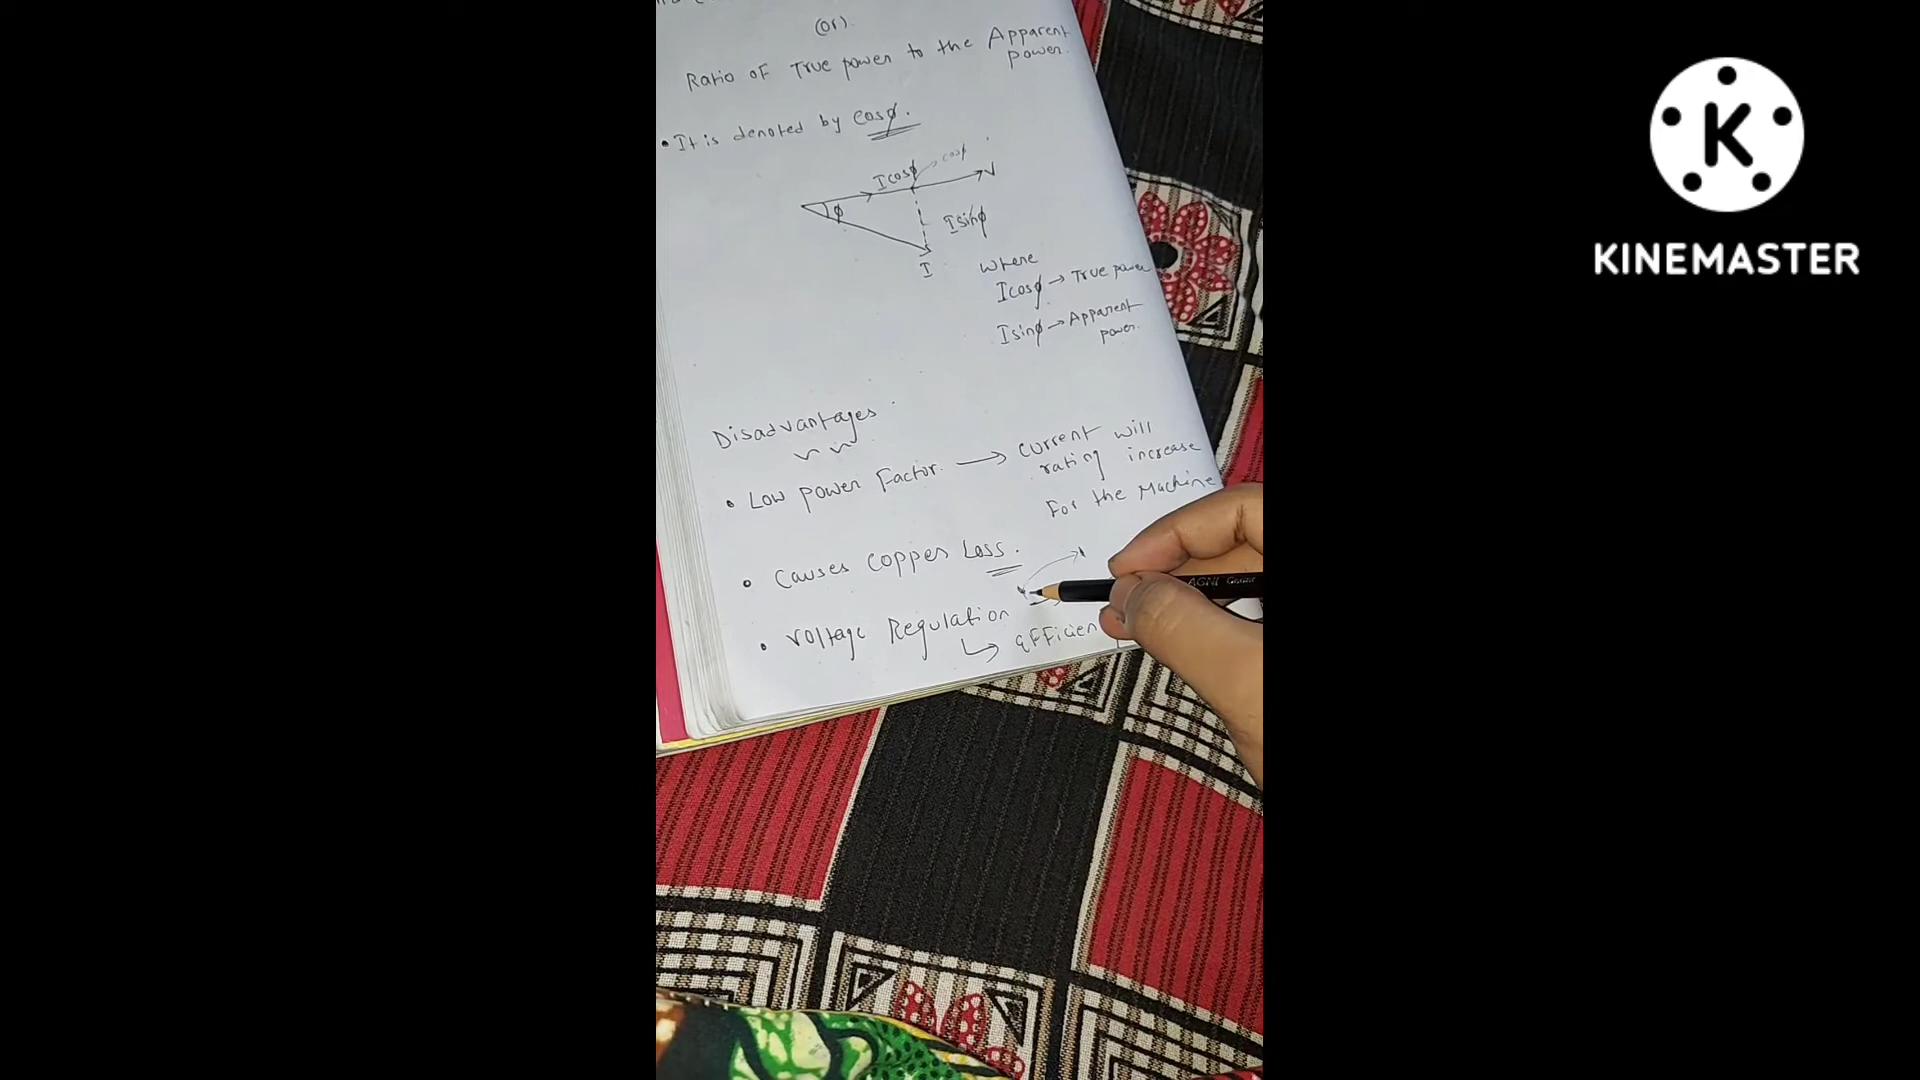 (or)
Ratio of True power to the Apparent
power.
• It is denoted by cosφ.
Icosφ → cosφ
V
φ
Isinφ
I
where
Icosφ → True power
Isinφ → Apparent
power.
Disadvantages
• Low power Factor. → current will
rating increase
For the Machine
• causes copper Loss.
• voltage Regulation
↳ efficien
AGNI
K
KINEMASTER